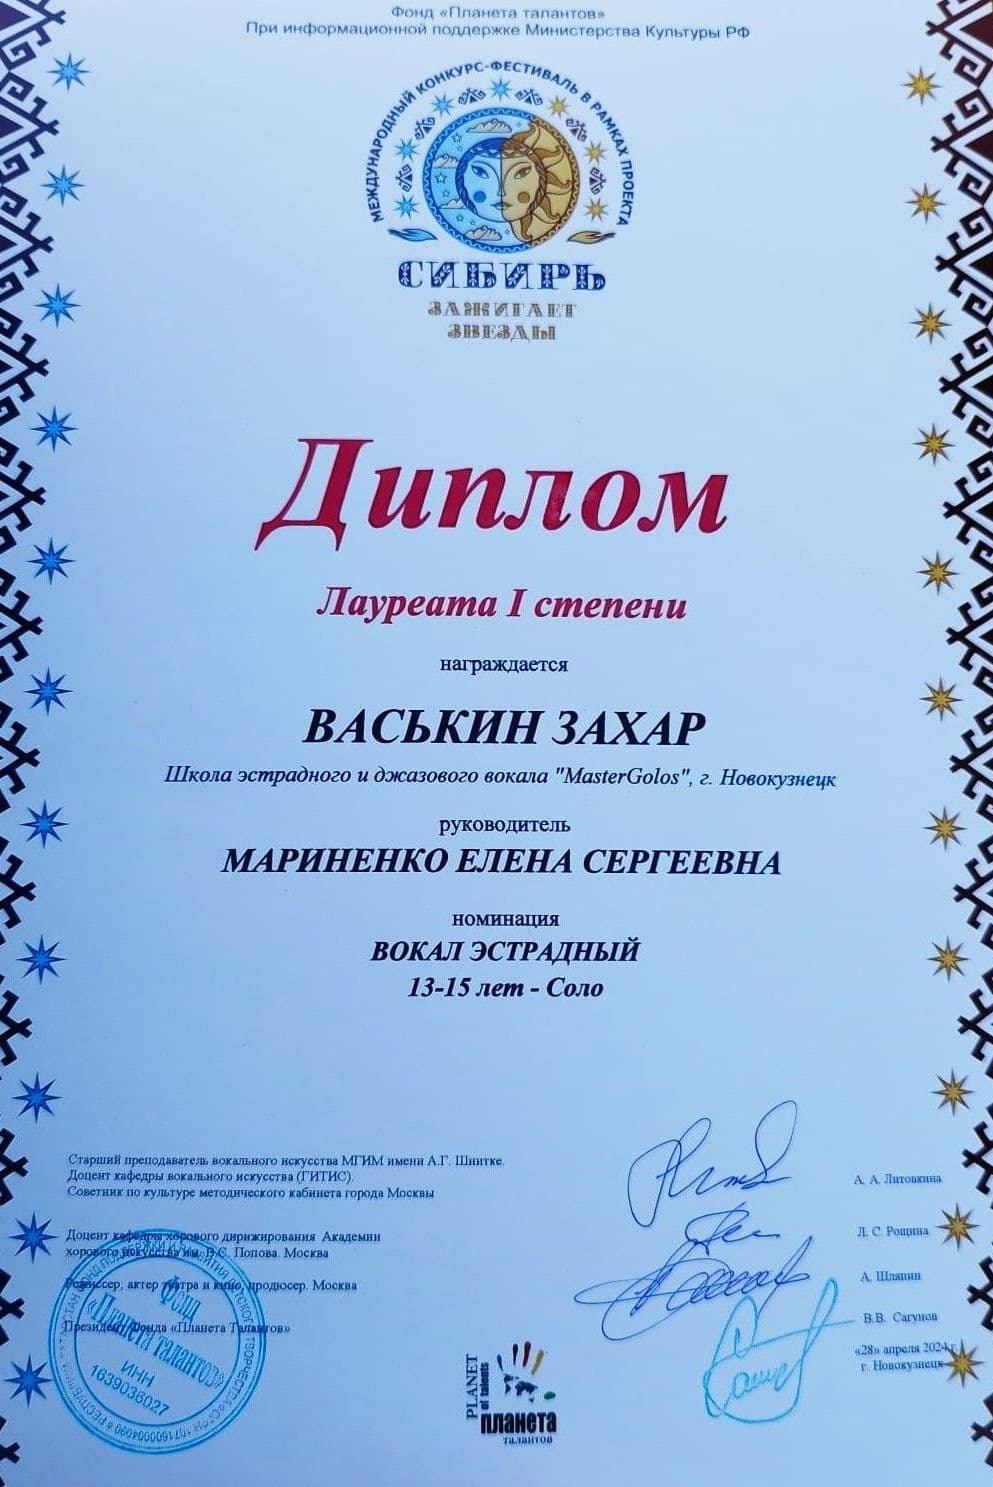 Фонд «Планета талантов»
При информационной поддержке Министерства Культуры РФ
МЕЖДУНАРОДНЫЙ КОНКУРС-ФЕСТИВАЛЬ В РАМКАХ ПРОЕКТА
СИБИРЬ
ЗАЖИГАЕТ
ЗВЕЗДЫ
Диплом
Лауреата I степени
награждается
ВАСЬКИН ЗАХАР
Школа эстрадного и джазового вокала "MasterGolos", г. Новокузнецк
руководитель
МАРИНЕНКО ЕЛЕНА СЕРГЕЕВНА
номинация
ВОКАЛ ЭСТРАДНЫЙ
13-15 лет - Соло
Старший преподаватель вокального искусства МГИМ имени А.Г. Шнитке.
Доцент кафедры вокального искусства (ГИТИС).
Советник по культуре методического кабинета города Москвы
А. А. Литовкина
Доцент кафедры хорового дирижирования Академии
хорового искусства им. В.С. Попова. Москва
Л. С. Рощина
Режиссер, актер театра и кино, продюсер. Москва
А. Шляпин
Президент Фонда «Планета Талантов»
В.В. Сагунов
«28» апреля 2024 г.
г. Новокузнецк
Фонд
«Планета талантов»
ИНН
1639036027
PLANET
of talents
планета
талантов